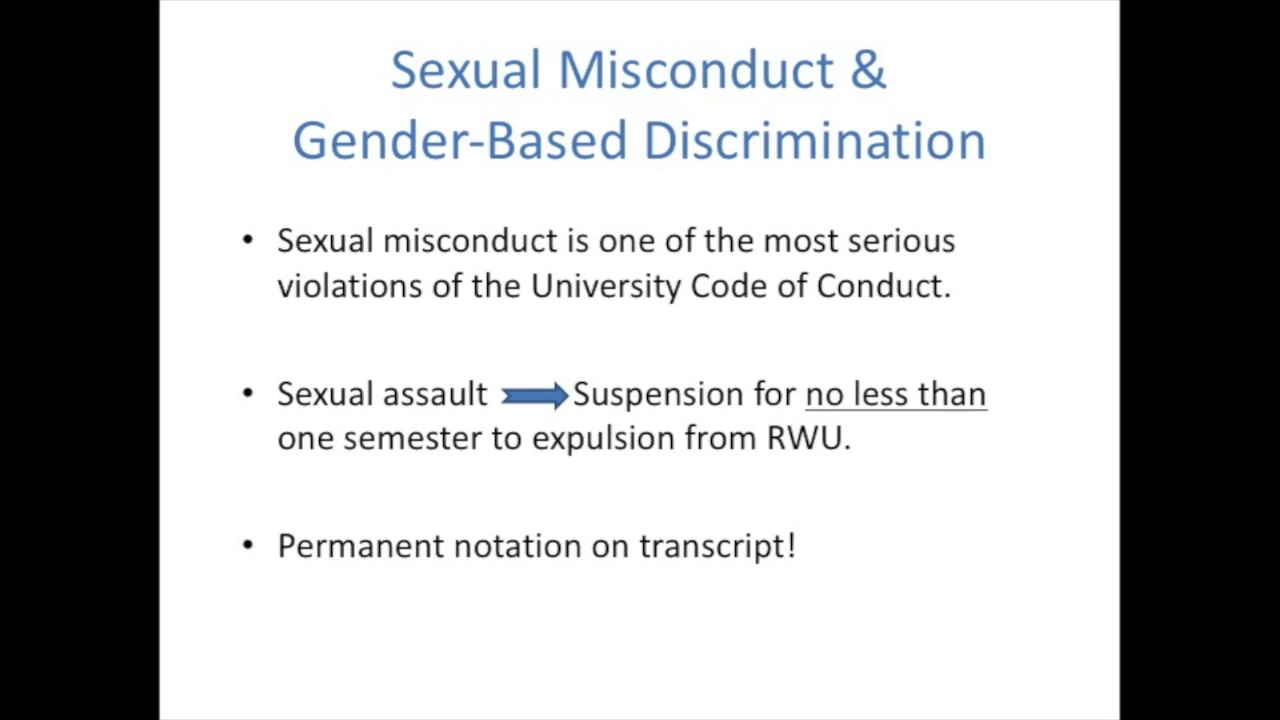 Sexual Misconduct &
Gender-Based Discrimination
• Sexual misconduct is one of the most serious
violations of the University Code of Conduct.
• Sexual assault Suspension for no less than
one semester to expulsion from RWU.
• Permanent notation on transcript!